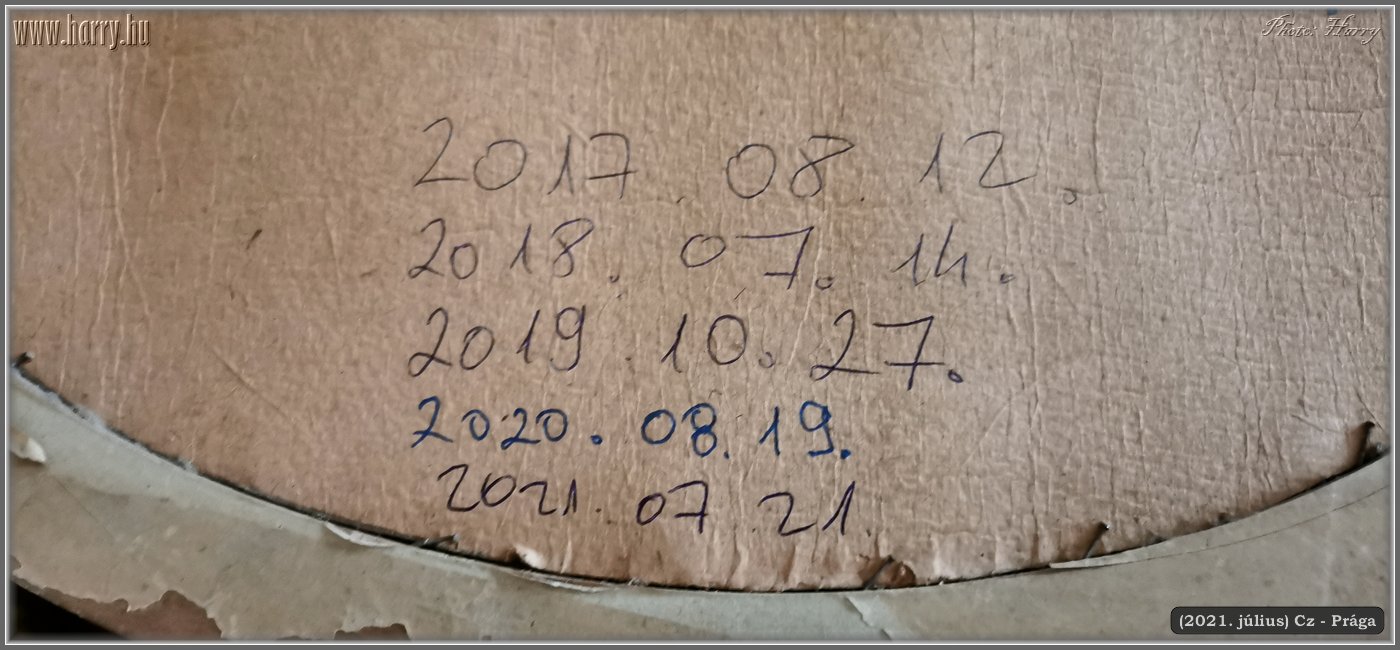 www.harry.hu
Photo: Harry
2017. 08. 12.
2018. 07. 14.
2019. 10. 27.
2020. 08. 19.
2021. 07 21.
(2021. július) Cz - Prága